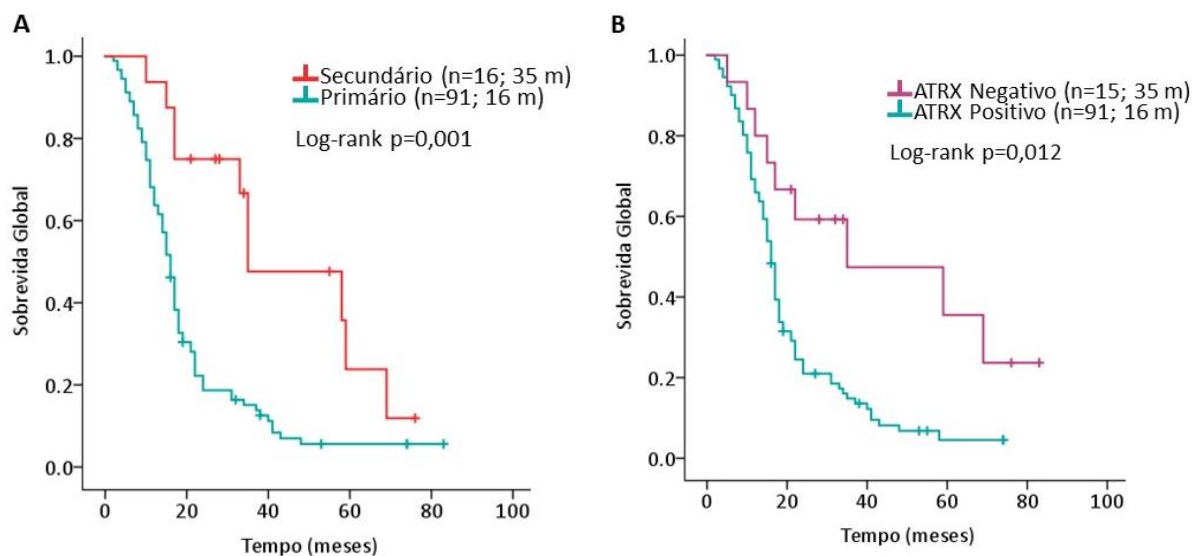 A
Sobrevida Global
1.0
0.8
0.6
0.4
0.2
0.0
Secundário (n=16; 35 m)
Primário (n=91; 16 m)
Log-rank p=0,001
0 20 40 60 80 100
Tempo (meses)
B
Sobrevida Global
1.0
0.8
0.6
0.4
0.2
0.0
ATRX Negativo (n=15; 35 m)
ATRX Positivo (n=91; 16 m)
Log-rank p=0,012
0 20 40 60 80 100
Tempo (meses)